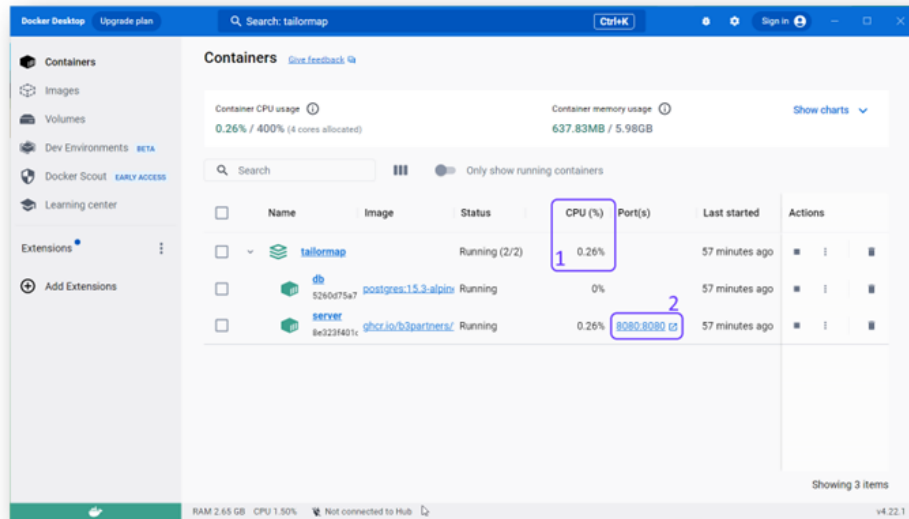 Docker Desktop Upgrade plan Search: tailormap Ctrl+K Sign in
Containers
Images
Volumes
Dev Environments BETA
Docker Scout EARLY ACCESS
Learning center
Extensions
Add Extensions
Containers Give feedback
Container CPU usage
0.26% / 400% (4 cores allocated)
Container memory usage
637.83MB / 5.98GB
Show charts
Search Only show running containers
Name Image Status CPU (%) Port(s) Last started Actions
tailormap Running (2/2) 0.26% 57 minutes ago
1
db
5260d75a7 postgres:15.3-alpin Running 0% 57 minutes ago
2
server
8e323f401c ghcr.io/b3partners/ Running 0.26% 8080:8080 57 minutes ago
Showing 3 items
RAM 2.65 GB CPU 1.50% Not connected to Hub v4.22.1